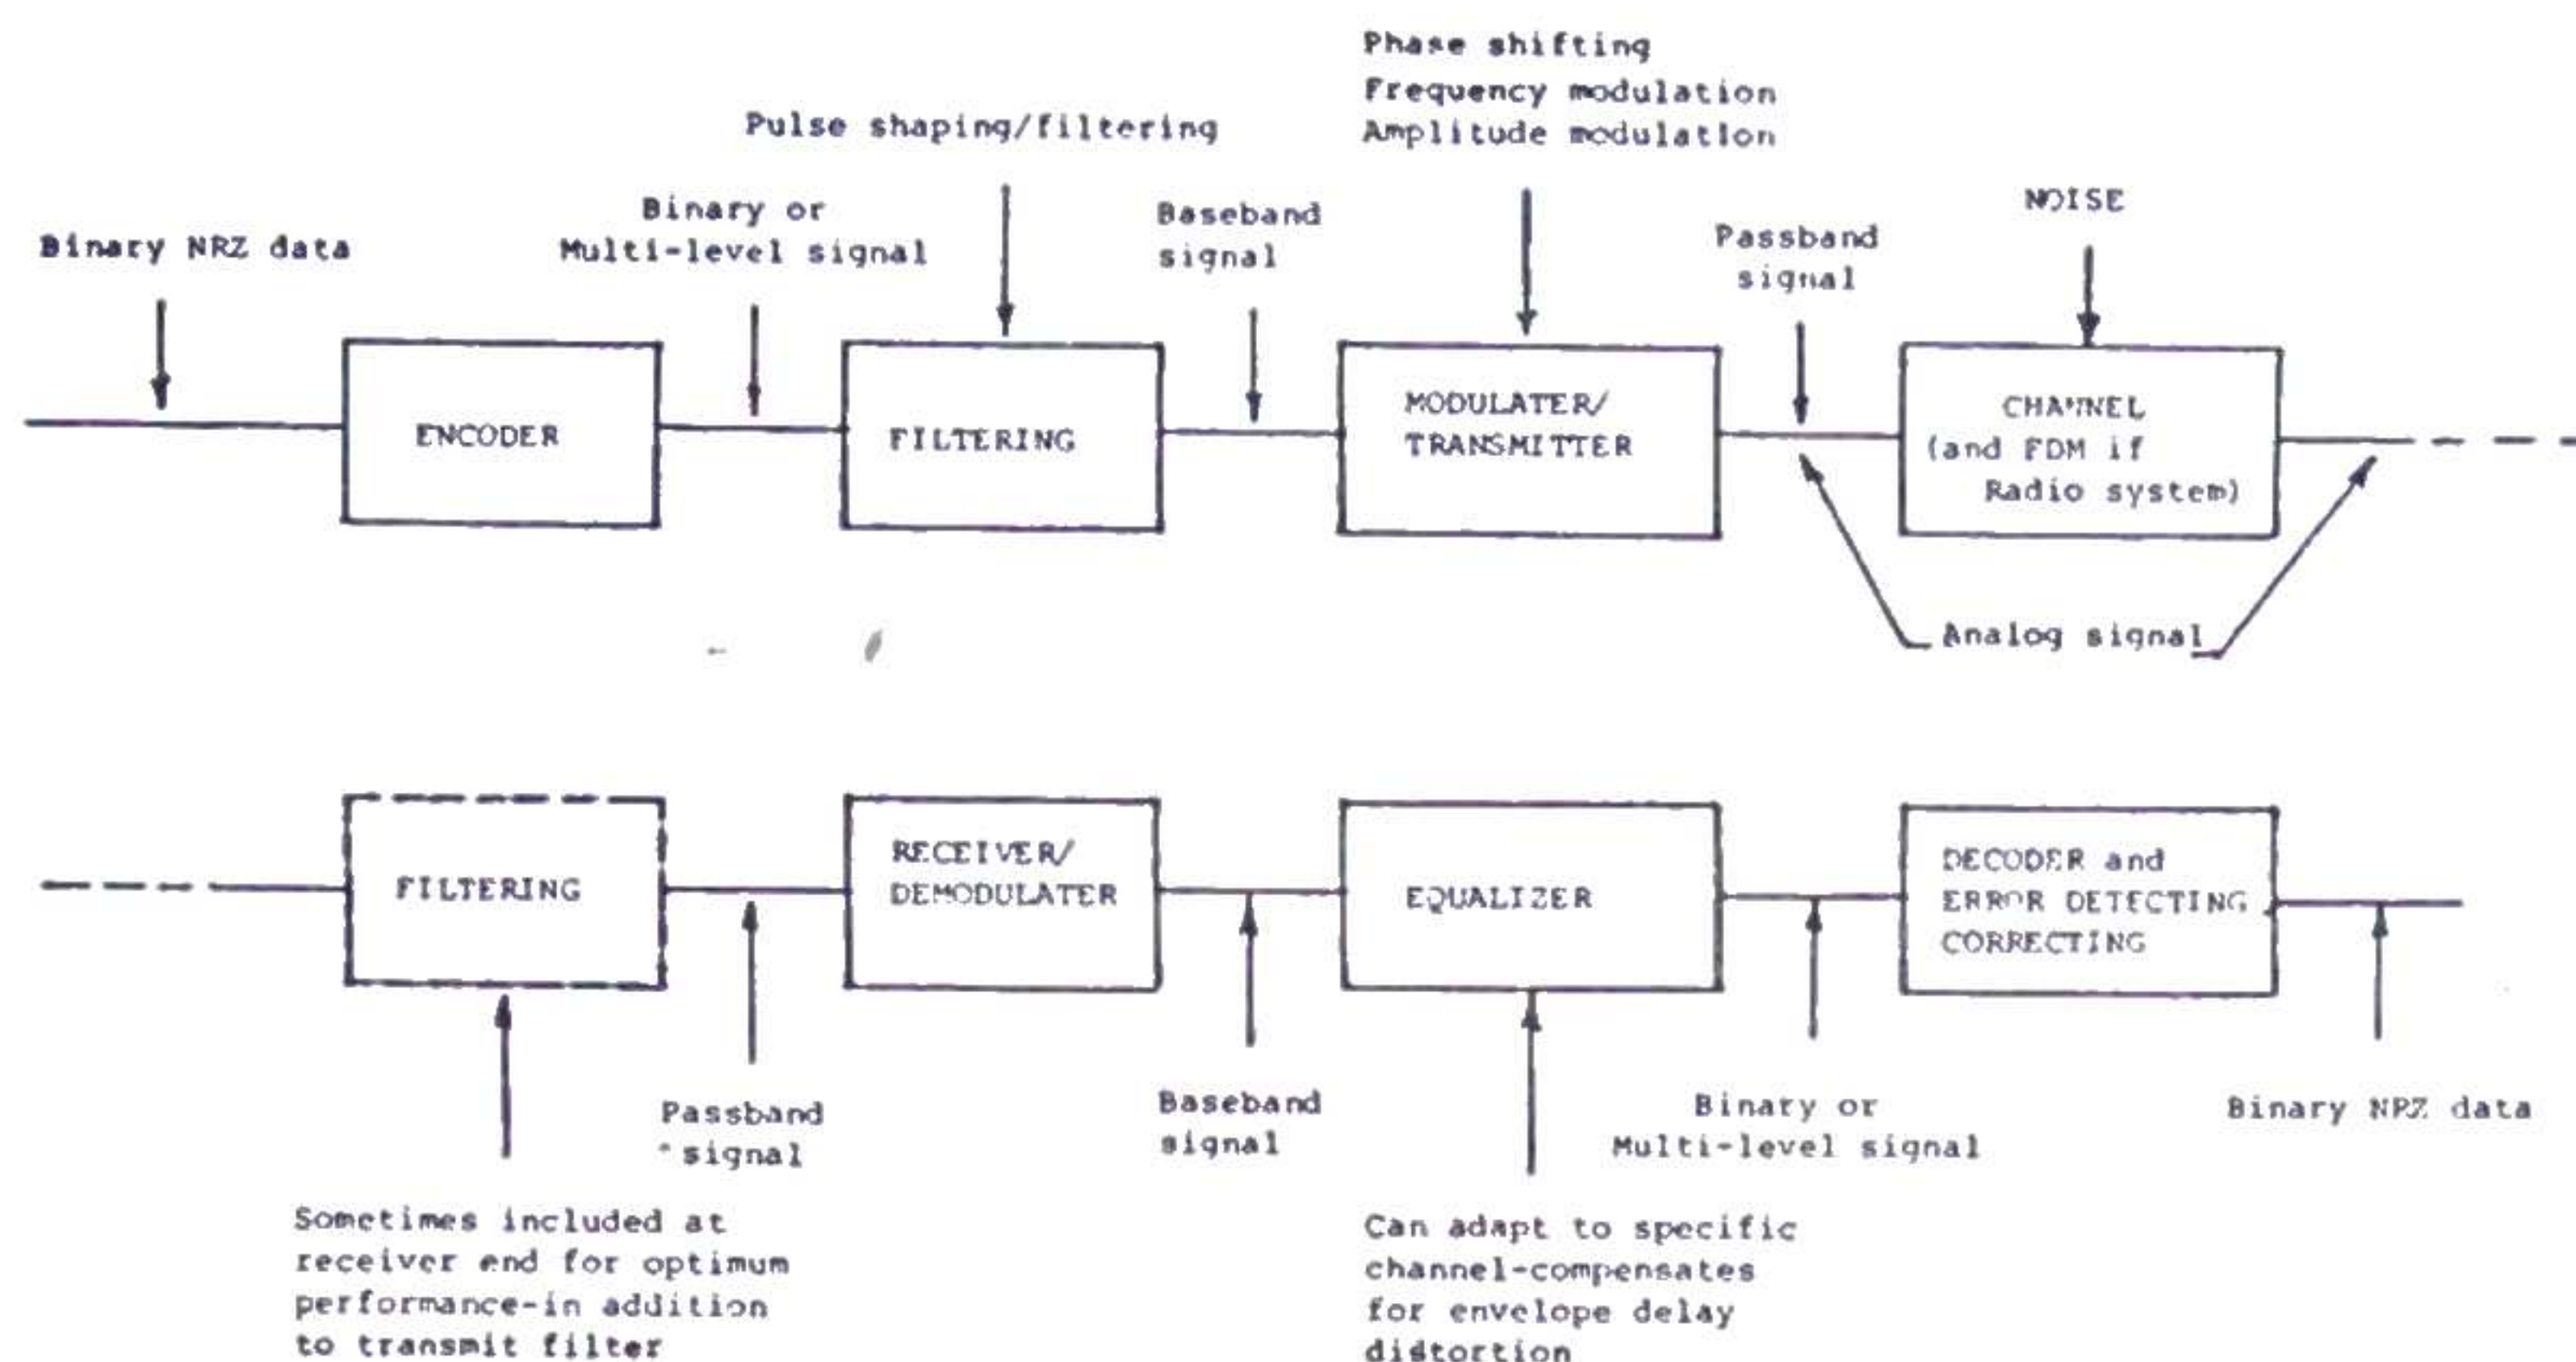 Phase shifting
Frequency modulation
Amplitude modulation
Pulse shaping/filtering
Binary NRZ data
Binary or
Multi-level signal
Baseband
signal
Passband
signal
NOISE
ENCODER
FILTERING
MODULATER/
TRANSMITTER
CHANNEL
(and FDM if
Radio system)
Analog signal
FILTERING
RECEIVER/
DEMODULATER
EQUALIZER
DECODER and
ERROR DETECTING
CORRECTING
Passband
signal
Baseband
signal
Binary or
Multi-level signal
Binary NRZ data
Sometimes included at
receiver end for optimum
performance-in addition
to transmit filter
Can adapt to specific
channel-compensates
for envelope delay
distortion